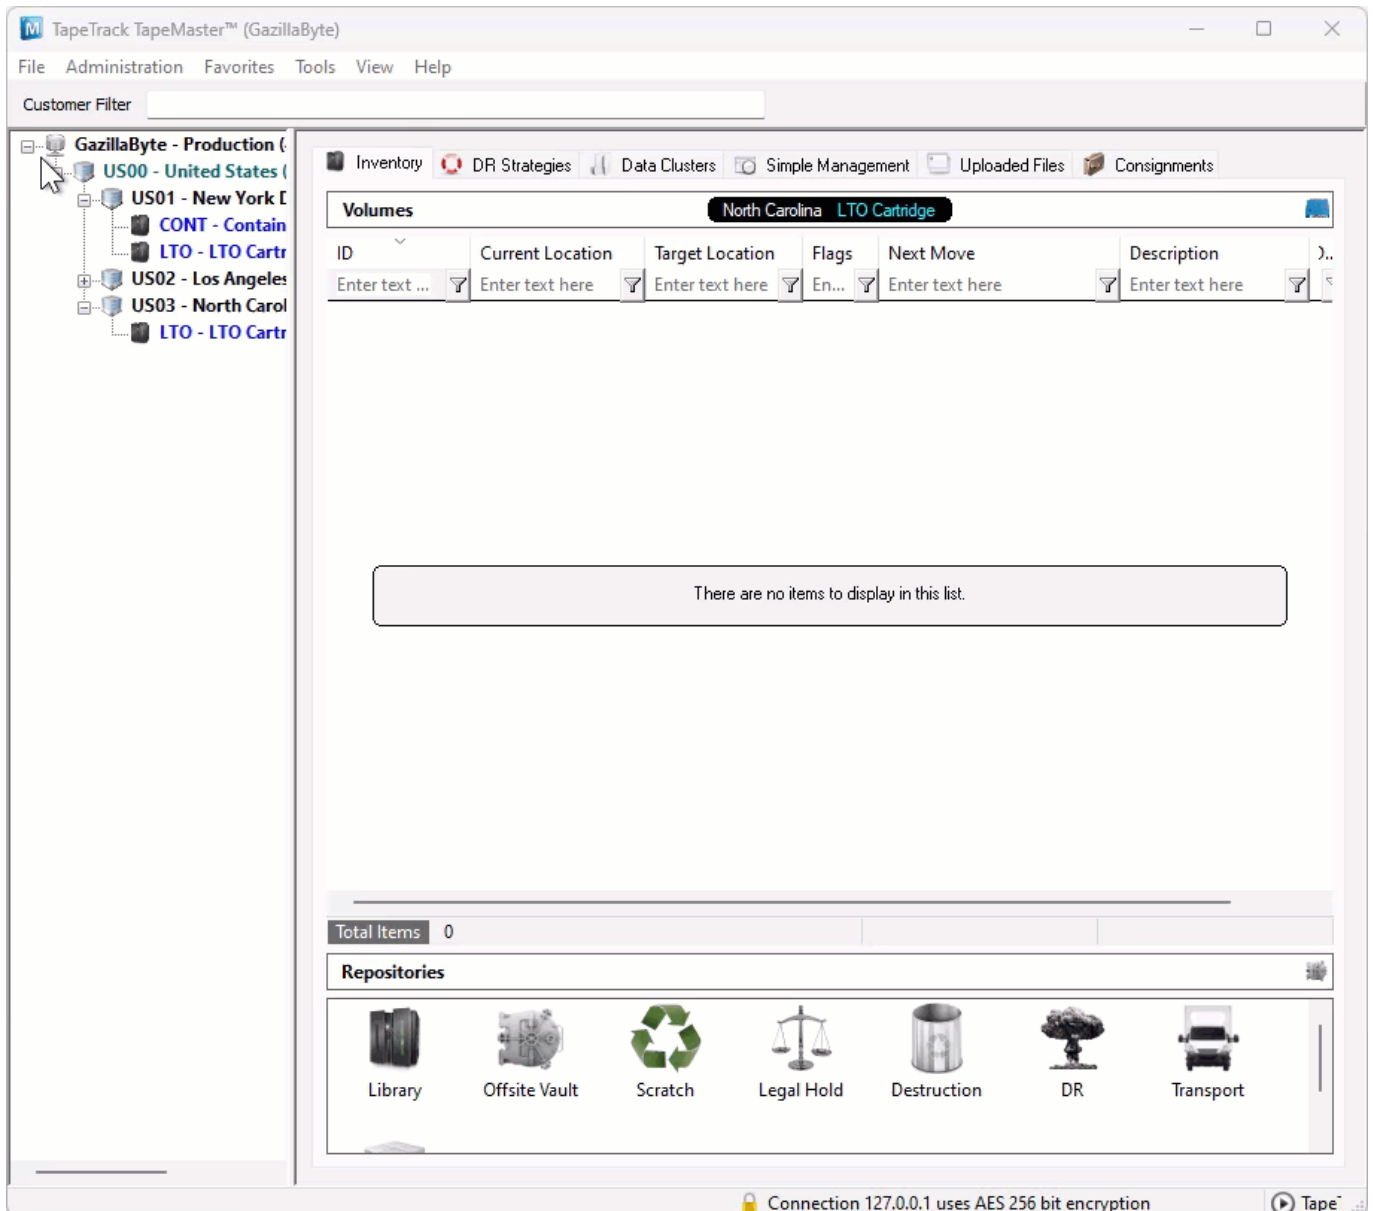 TapeTrack TapeMaster™ (GazillaByte)
File Administration Favorites Tools View Help
Customer Filter
GazillaByte - Production (
US00 - United States (
US01 - New York D
CONT - Contain
LTO - LTO Cartr
US02 - Los Angeles
US03 - North Carol
LTO - LTO Cartr
Inventory DR Strategies Data Clusters Simple Management Uploaded Files Consignments
Volumes North Carolina LTO Cartridge
ID Current Location Target Location Flags Next Move Description
Enter text ... Enter text here Enter text here En... Enter text here Enter text here
There are no items to display in this list.
Total Items 0
Repositories
Library Offsite Vault Scratch Legal Hold Destruction DR Transport
Connection 127.0.0.1 uses AES 256 bit encryption Tape